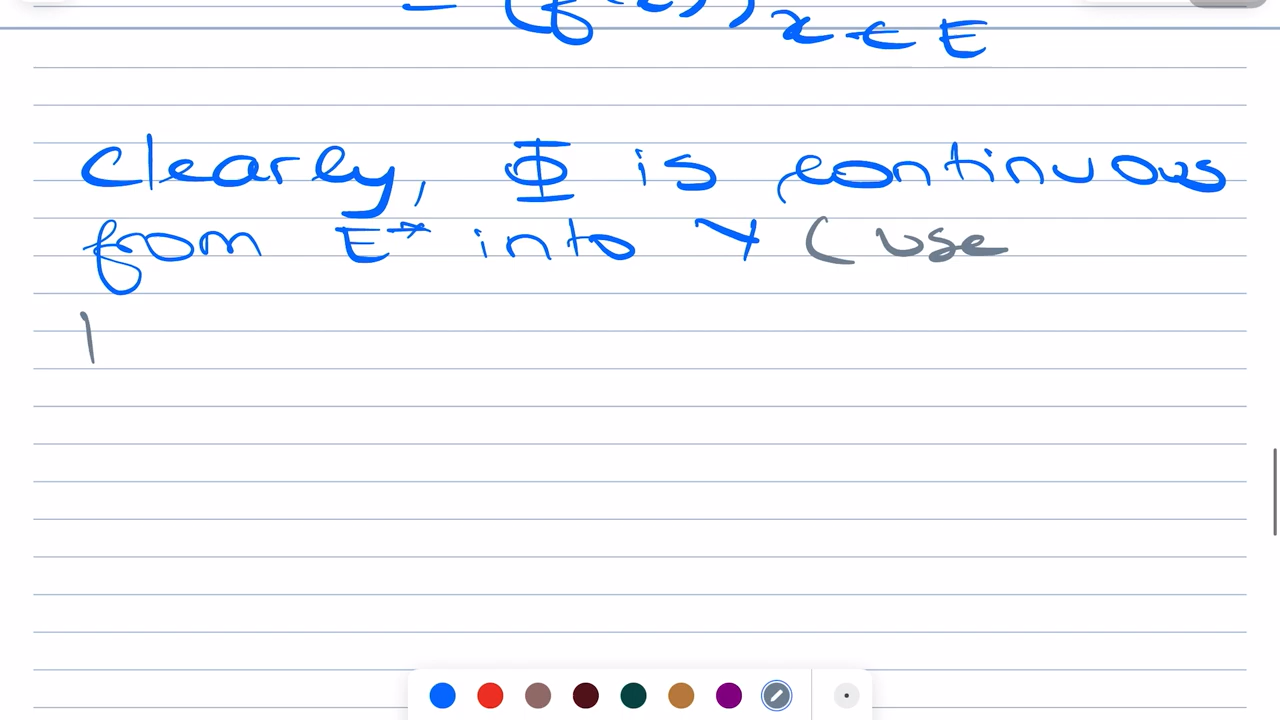 = (f(x))_{x ∈ E}
Clearly, Φ is continuous
from E* into Y (use